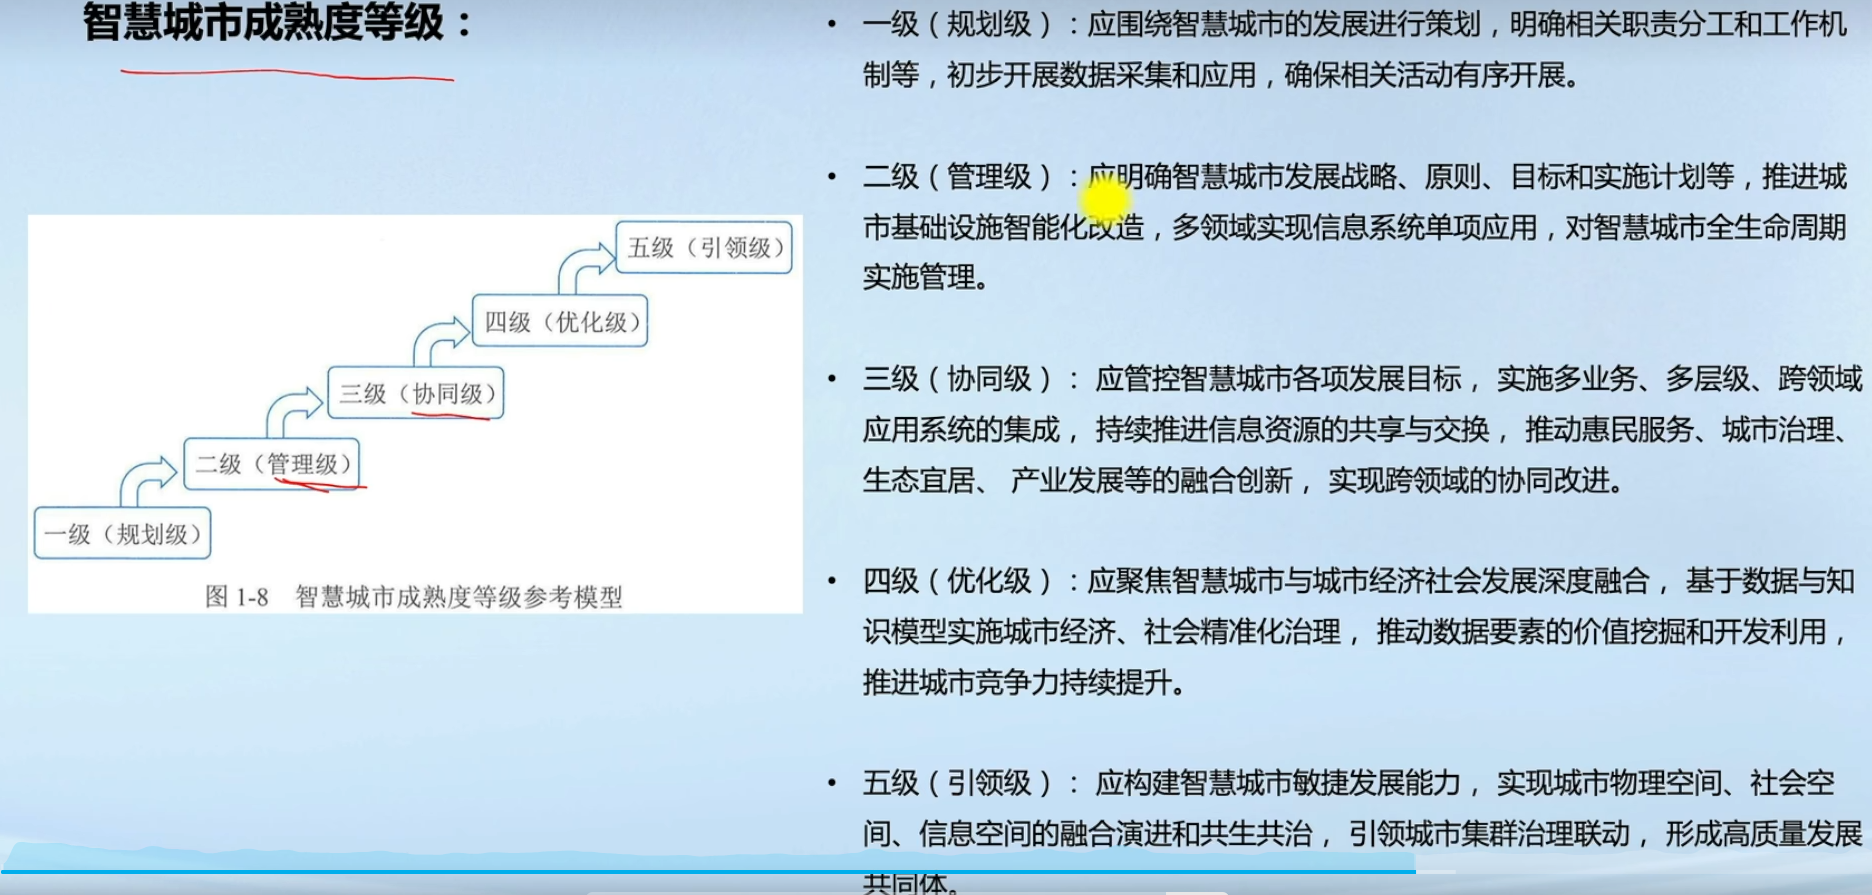 智慧城市成熟度等级：
五级（引领级）
四级（优化级）
三级（协同级）
二级（管理级）
一级（规划级）
图 1-8 智慧城市成熟度等级参考模型
• 一级（规划级）：应围绕智慧城市的发展进行策划，明确相关职责分工和工作机
制等，初步开展数据采集和应用，确保相关活动有序开展。
• 二级（管理级）：应明确智慧城市发展战略、原则、目标和实施计划等，推进城
市基础设施智能化改造，多领域实现信息系统单项应用，对智慧城市全生命周期
实施管理。
• 三级（协同级）： 应管控智慧城市各项发展目标， 实施多业务、多层级、跨领域
应用系统的集成， 持续推进信息资源的共享与交换， 推动惠民服务、城市治理、
生态宜居、 产业发展等的融合创新， 实现跨领域的协同改进。
• 四级（优化级）：应聚焦智慧城市与城市经济社会发展深度融合， 基于数据与知
识模型实施城市经济、社会精准化治理， 推动数据要素的价值挖掘和开发利用，
推进城市竞争力持续提升。
• 五级（引领级）： 应构建智慧城市敏捷发展能力， 实现城市物理空间、社会空
间、信息空间的融合演进和共生共治， 引领城市集群治理联动， 形成高质量发展
共同体。